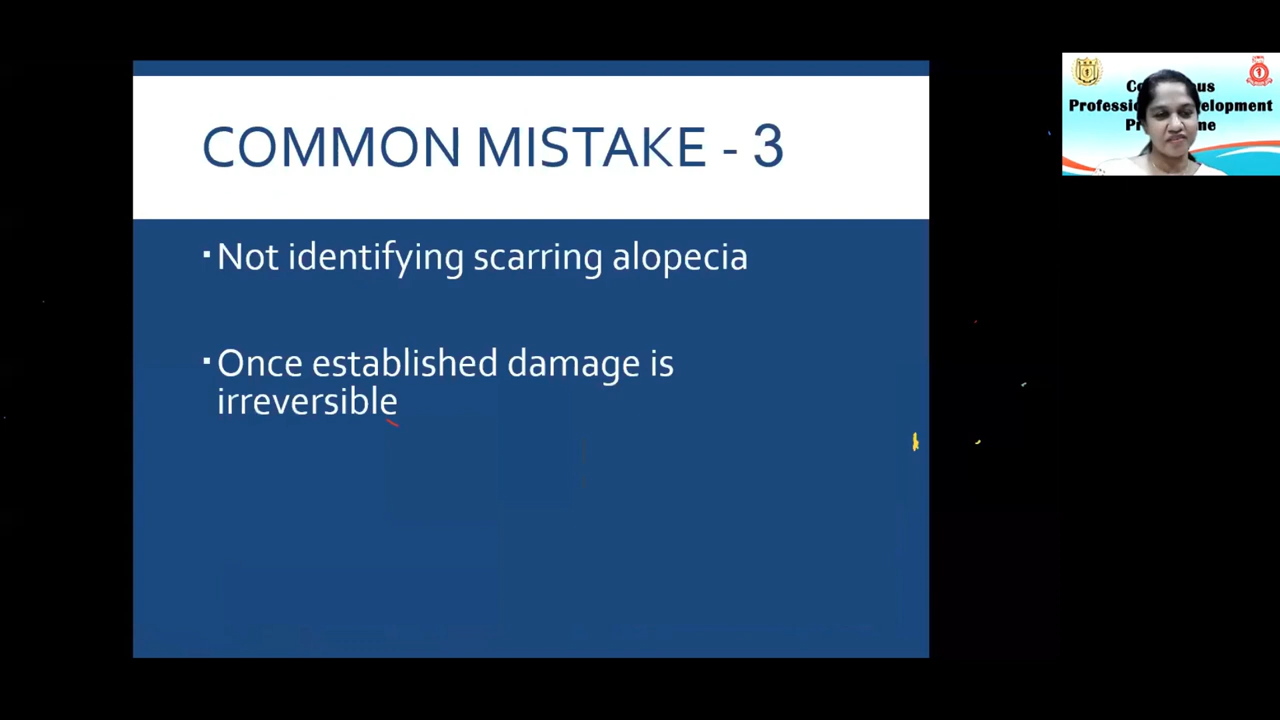 COMMON MISTAKE - 3
▪Not identifying scarring alopecia
▪Once established damage is
irreversible